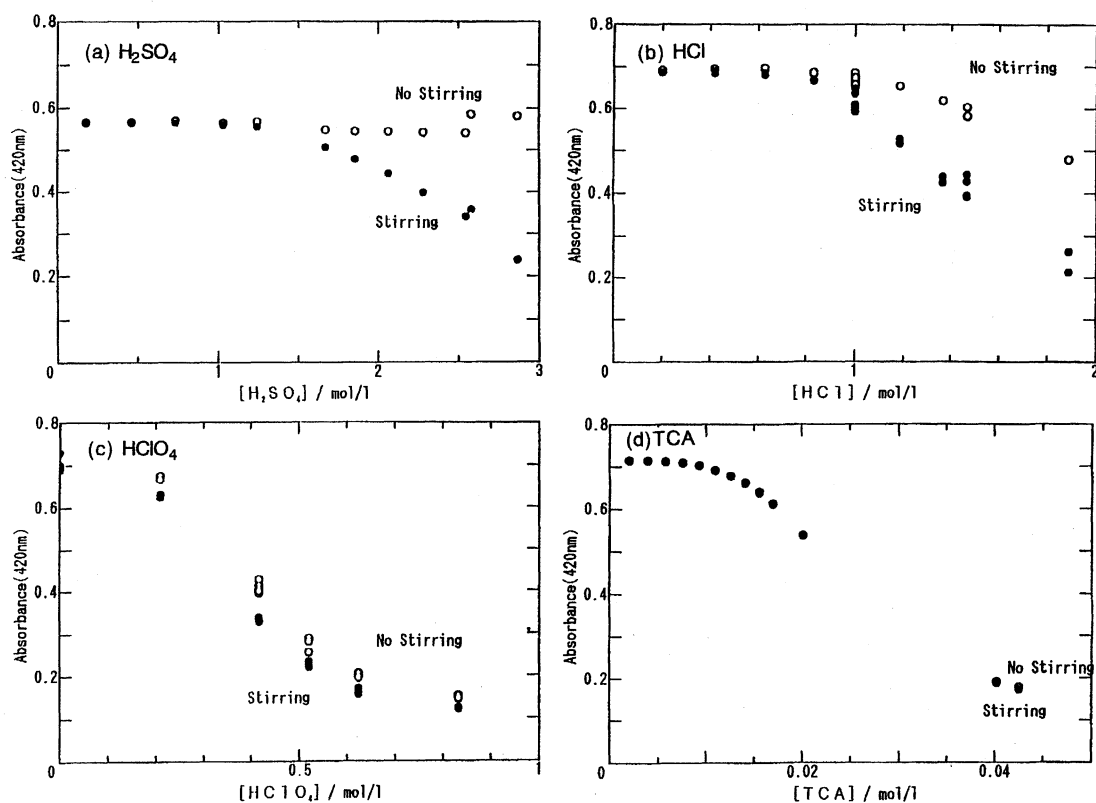 (a) H₂SO₄
Absorbance(420nm)
0.8
0.6
0.4
0.2
0
1
2
3
No Stirring
Stirring
[H₂SO₄] / mol/l
(b) HCl
Absorbance(420nm)
0.8
0.6
0.4
0.2
0
1.0
2
No Stirring
Stirring
[HCl] / mol/l
(c) HClO₄
Absorbance(420nm)
0.8
0.6
0.4
0.2
0
0.5
1
No Stirring
Stirring
[HClO₄] / mol/l
(d)TCA
Absorbance(420nm)
0.8
0.6
0.4
0.2
0
0.02
0.04
No Stirring
Stirring
[TCA] / mol/l